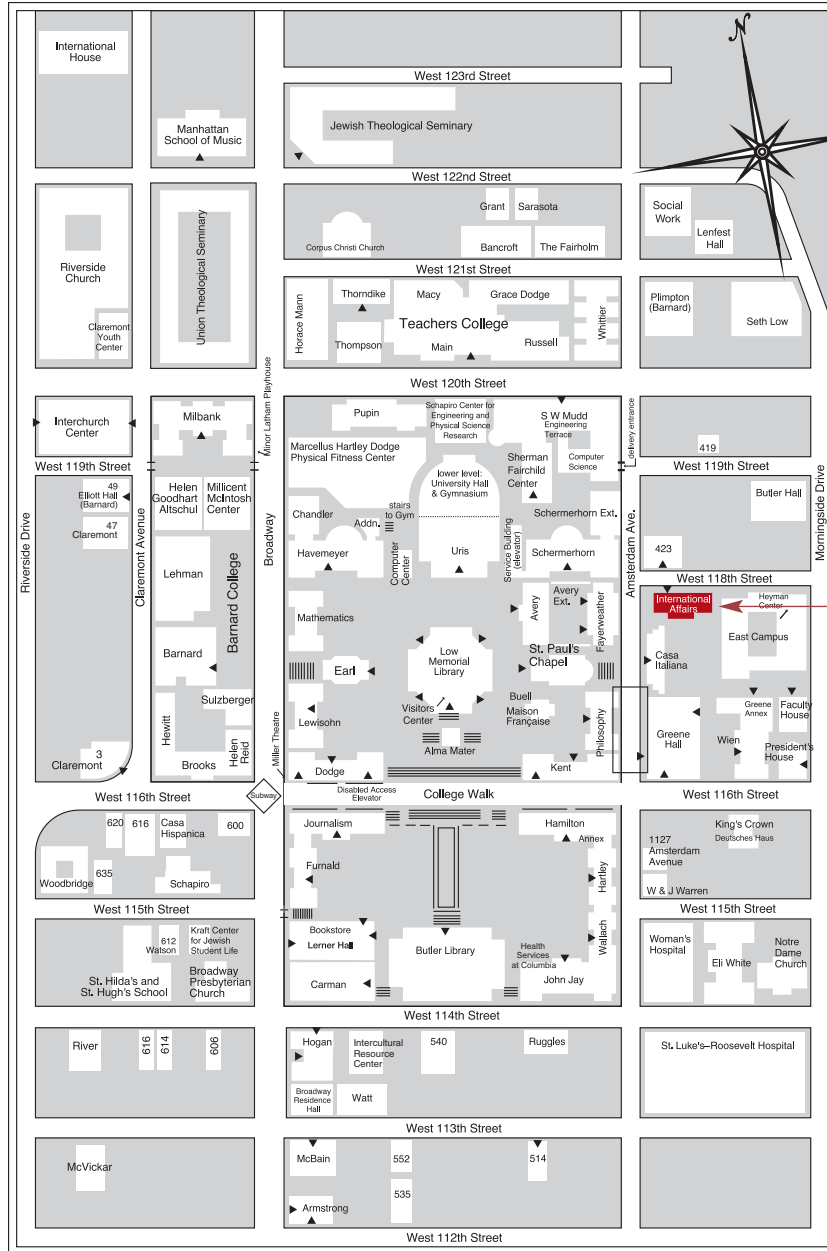 N
International
House
Manhattan
School of Music
West 123rd Street
Jewish Theological Seminary
West 122nd Street
Riverside
Church
Claremont
Youth
Center
Union Theological Seminary
Corpus Christi Church
Grant
Sarasota
Bancroft
The Fairholm
Social
Work
Lenfest
Hall
West 121st Street
Horace Mann
Thorndike
Macy
Grace Dodge
Teachers College
Thompson
Main
Russell
Whittier
Plimpton
(Barnard)
Seth Low
West 120th Street
Interchurch
Center
Milbank
Minor Latham Playhouse
Pupin
Schapiro Center for
Engineering and
Physical Science
Research
S W Mudd
Engineering
Terrace
delivery entrance
419
Marcellus Hartley Dodge
Physical Fitness Center
lower level:
University Hall
& Gymnasium
Sherman
Fairchild
Center
Computer
Science
West 119th Street
West 119th Street
49
Elliott Hall
(Barnard)
47
Claremont
Helen
Goodhart
Altschul
Millicent
McIntosh
Center
Chandler
Addn.
stairs
to Gym
Schermerhorn Ext.
Butler Hall
Riverside Drive
Claremont Avenue
Broadway
Amsterdam Ave.
Morningside Drive
Havemeyer
Computer
Center
Uris
Service Building
(elevator)
Schermerhorn
423
Lehman
Barnard College
West 118th Street
International
Affairs
Heyman
Center
East Campus
Mathematics
Avery
Avery
Ext.
Fayerweather
Casa
Italiana
Barnard
Earl
Low
Memorial
Library
St. Paul's
Chapel
Sulzberger
Hewitt
Lewisohn
Visitors
Center
Buell
Maison
Française
Philosophy
Greene
Hall
Greene
Annex
Faculty
House
Wien
President's
House
Alma Mater
3
Claremont
Brooks
Helen
Reid
Miller Theatre
Dodge
Kent
Disabled Access
Elevator
West 116th Street
Subway
College Walk
West 116th Street
620
616
Casa
Hispanica
600
Journalism
Hamilton
Annex
King's Crown
Deutsches Haus
1127
Amsterdam
Avenue
Woodbridge
635
Schapiro
Furnald
Hartley
W & J Warren
West 115th Street
West 115th Street
612
Watson
Kraft Center
for Jewish
Student Life
St. Hilda's and
St. Hugh's School
Broadway
Presbyterian
Church
Bookstore
Lerner Hall
Butler Library
Health
Services
at Columbia
Wallach
Carman
John Jay
Woman's
Hospital
Eli White
Notre
Dame
Church
West 114th Street
River
616
614
606
Hogan
Intercultural
Resource
Center
540
Ruggles
St. Luke's–Roosevelt Hospital
Broadway
Residence
Hall
Watt
West 113th Street
McVickar
McBain
552
514
535
Armstrong
West 112th Street